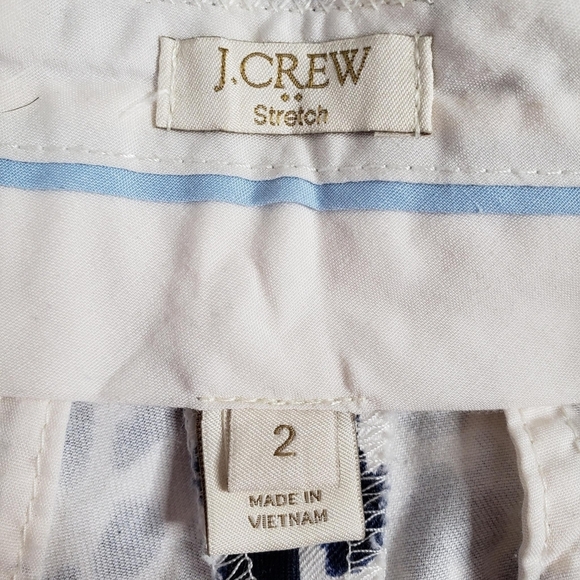 J.CREW
Stretch
2
MADE IN
VIETNAM